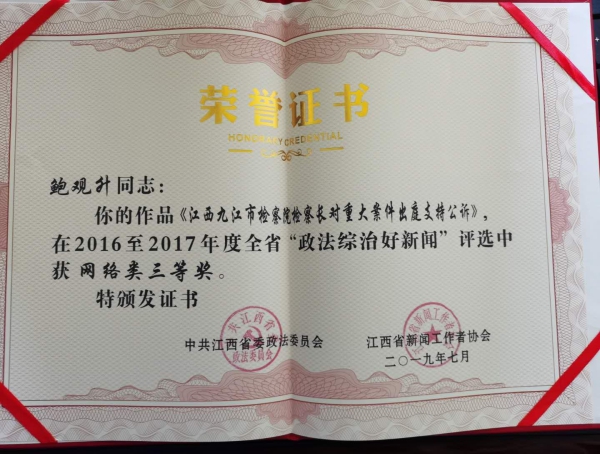 荣誉证书
HONORARY CREDENTIAL
鲍观升同志：
你的作品《江西九江市检察院检察长对重大案件出庭支持公诉》，
在2016至2017年度全省“政法综治好新闻”评选中
获 网络类三等奖。
特颁发证书
中共江西省委政法委员会
江西省新闻工作者协会
二〇一九年七月